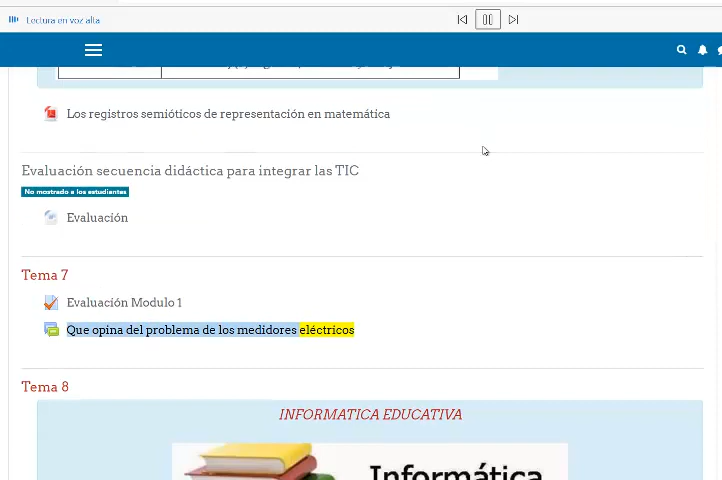 Lectura en voz alta
Los registros semióticos de representación en matemática
Evaluación secuencia didáctica para integrar las TIC
No mostrado a los estudiantes
Evaluación
Tema 7
Evaluación Modulo 1
Que opina del problema de los medidores eléctricos
Tema 8
INFORMATICA EDUCATIVA
Informática